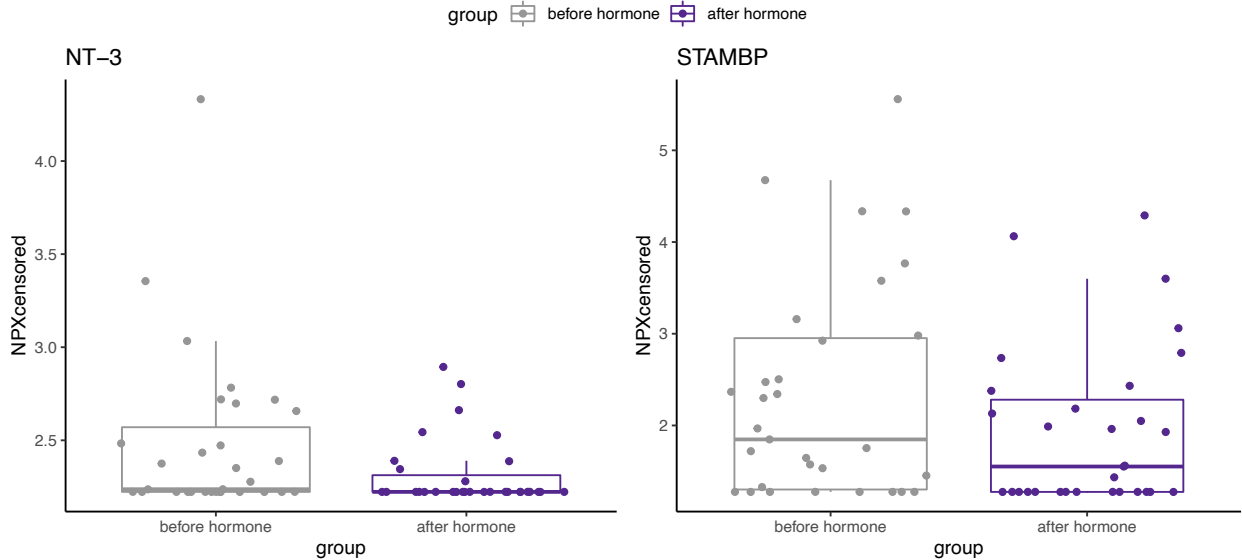 group before hormone after hormone
NT−3
NPXcensored
4.0
3.5
3.0
2.5
before hormone after hormone
group
STAMBP
NPXcensored
5
4
3
2
before hormone after hormone
group